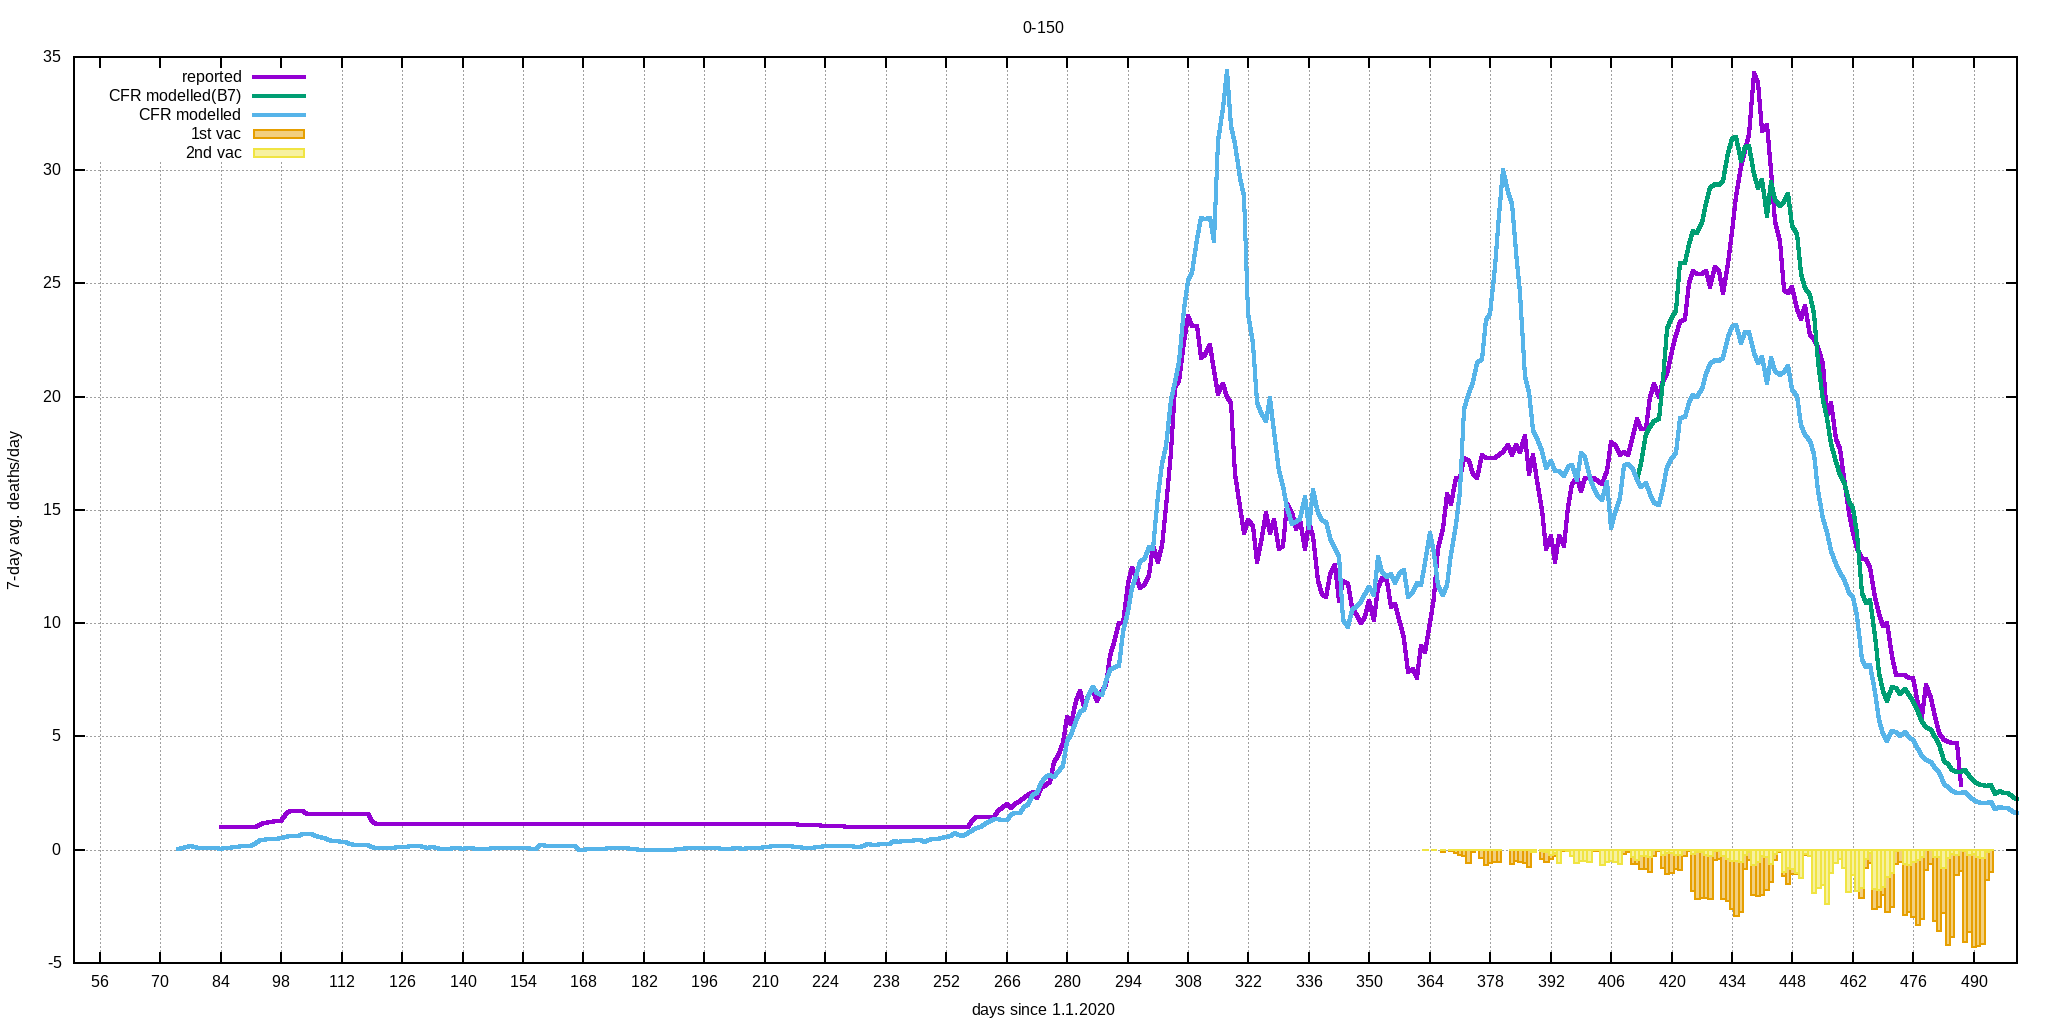 0-150
reported
CFR modelled(B7)
CFR modelled
1st vac
2nd vac
35
30
25
20
15
10
5
0
-5
7-day avg. deaths/day
56 70 84 98 112 126 140 154 168 182 196 210 224 238 252 266 280 294 308 322 336 350 364 378 392 406 420 434 448 462 476 490
days since 1.1.2020